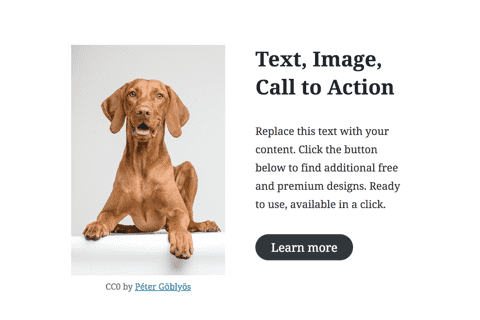 Text, Image,
Call to Action
Replace this text with your
content. Click the button
below to find additional free
and premium designs. Ready
to use, available in a click.
Learn more
CC0 by Péter Göblyös